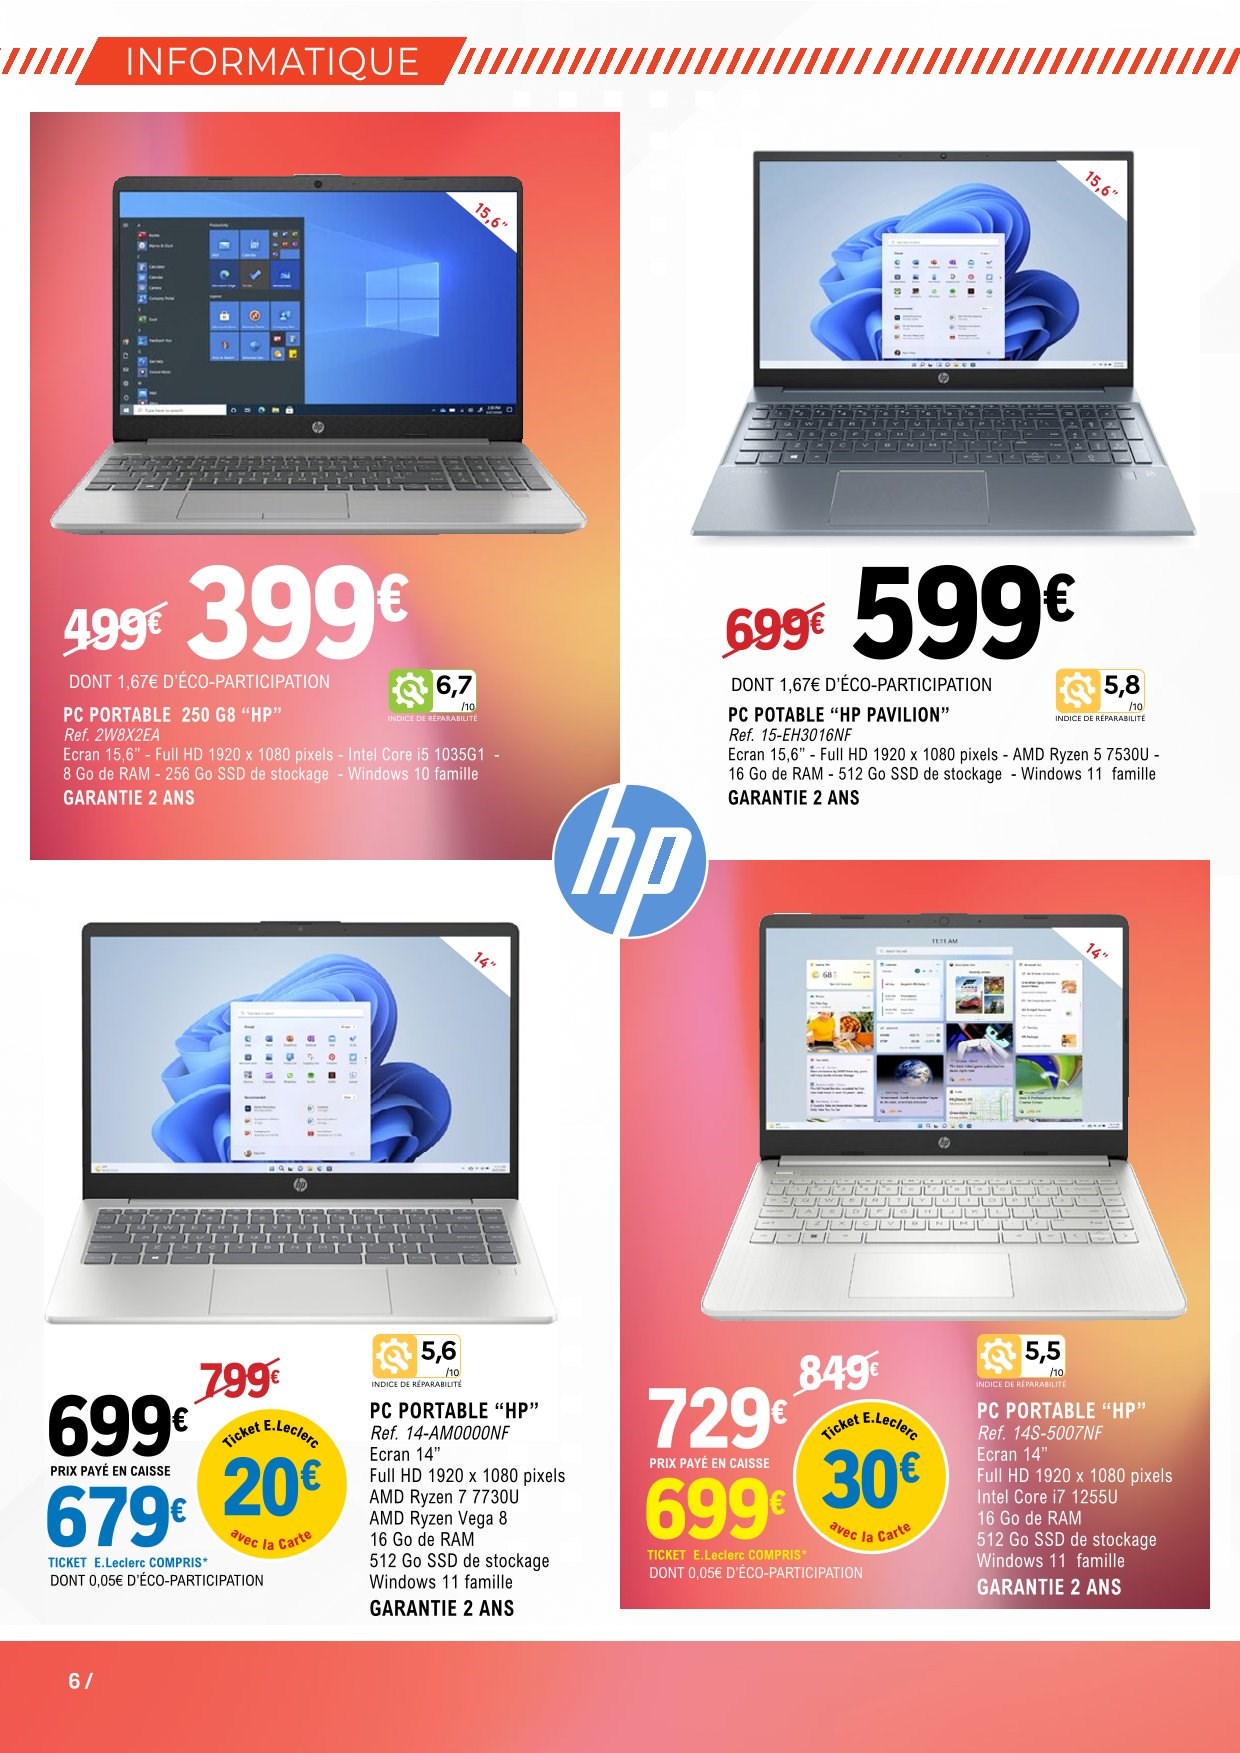 INFORMATIQUE
15,6”
15,6”
499€ 399€
DONT 1,67€ D’ÉCO-PARTICIPATION
6,7
/10
INDICE DE RÉPARABILITÉ
PC PORTABLE 250 G8 “HP”
Ref. 2W8X2EA
Ecran 15,6” - Full HD 1920 x 1080 pixels - Intel Core i5 1035G1 -
8 Go de RAM - 256 Go SSD de stockage - Windows 10 famille
GARANTIE 2 ANS
699€ 599€
DONT 1,67€ D’ÉCO-PARTICIPATION
5,8
/10
INDICE DE RÉPARABILITÉ
PC POTABLE “HP PAVILION”
Ref. 15-EH3016NF
Ecran 15,6” - Full HD 1920 x 1080 pixels - AMD Ryzen 5 7530U -
16 Go de RAM - 512 Go SSD de stockage - Windows 11 famille
GARANTIE 2 ANS
hp
14”
14”
799€
699€
PRIX PAYÉ EN CAISSE
679€
TICKET E.Leclerc COMPRIS*
DONT 0,05€ D’ÉCO-PARTICIPATION
Ticket E.Leclerc
20€
avec la Carte
5,6
/10
INDICE DE RÉPARABILITÉ
PC PORTABLE “HP”
Ref. 14-AM0000NF
Ecran 14”
Full HD 1920 x 1080 pixels
AMD Ryzen 7 7730U
AMD Ryzen Vega 8
16 Go de RAM
512 Go SSD de stockage
Windows 11 famille
GARANTIE 2 ANS
849€
729€
PRIX PAYÉ EN CAISSE
699€
TICKET E.Leclerc COMPRIS*
DONT 0,05€ D’ÉCO-PARTICIPATION
Ticket E.Leclerc
30€
avec la Carte
5,5
/10
INDICE DE RÉPARABILITÉ
PC PORTABLE “HP”
Ref. 14S-5007NF
Ecran 14”
Full HD 1920 x 1080 pixels
Intel Core i7 1255U
16 Go de RAM
512 Go SSD de stockage
Windows 11 famille
GARANTIE 2 ANS
6 /